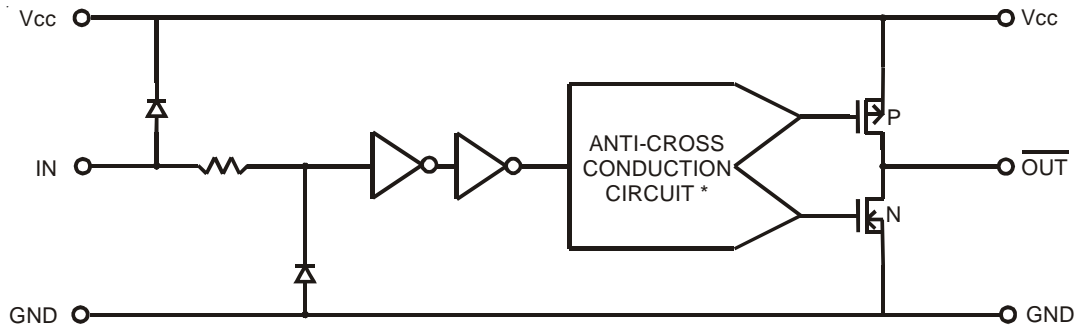 Vcc
Vcc
P
ANTI-CROSS
CONDUCTION
CIRCUIT *
IN
OUT
N
GND
GND